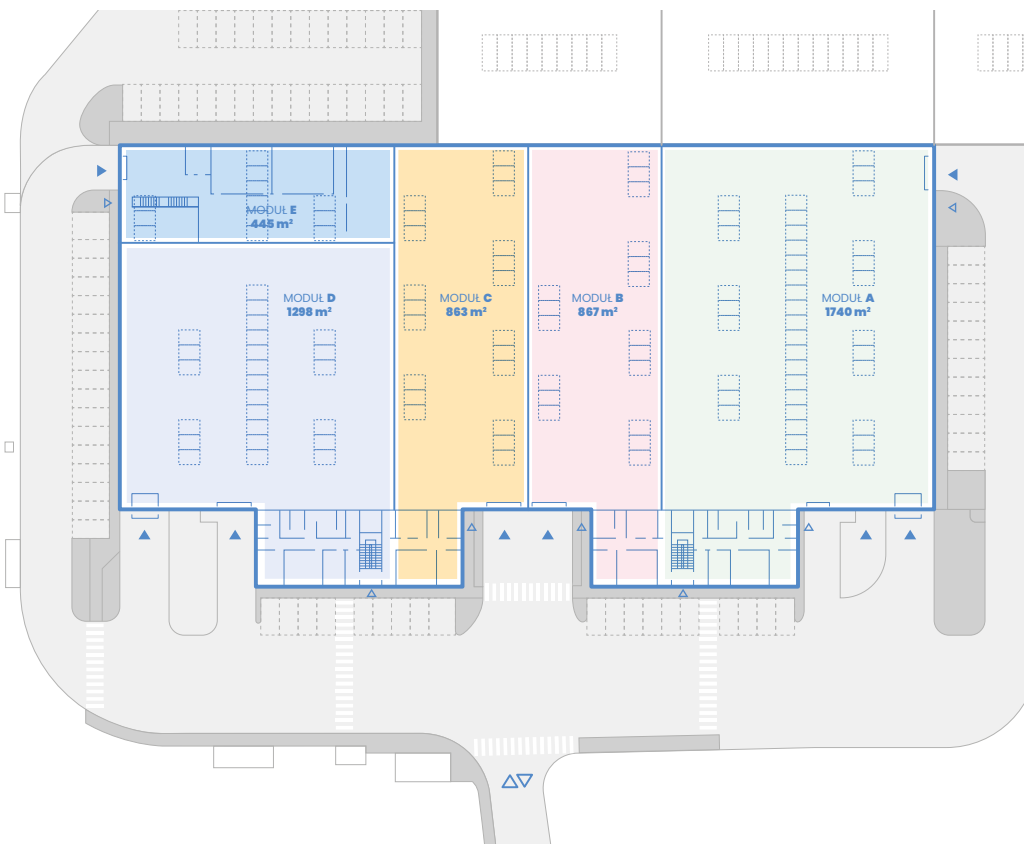 MODUŁ E
445 m²
MODUŁ D
1298 m²
MODUŁ C
863 m²
MODUŁ B
867 m²
MODUŁ A
1740 m²